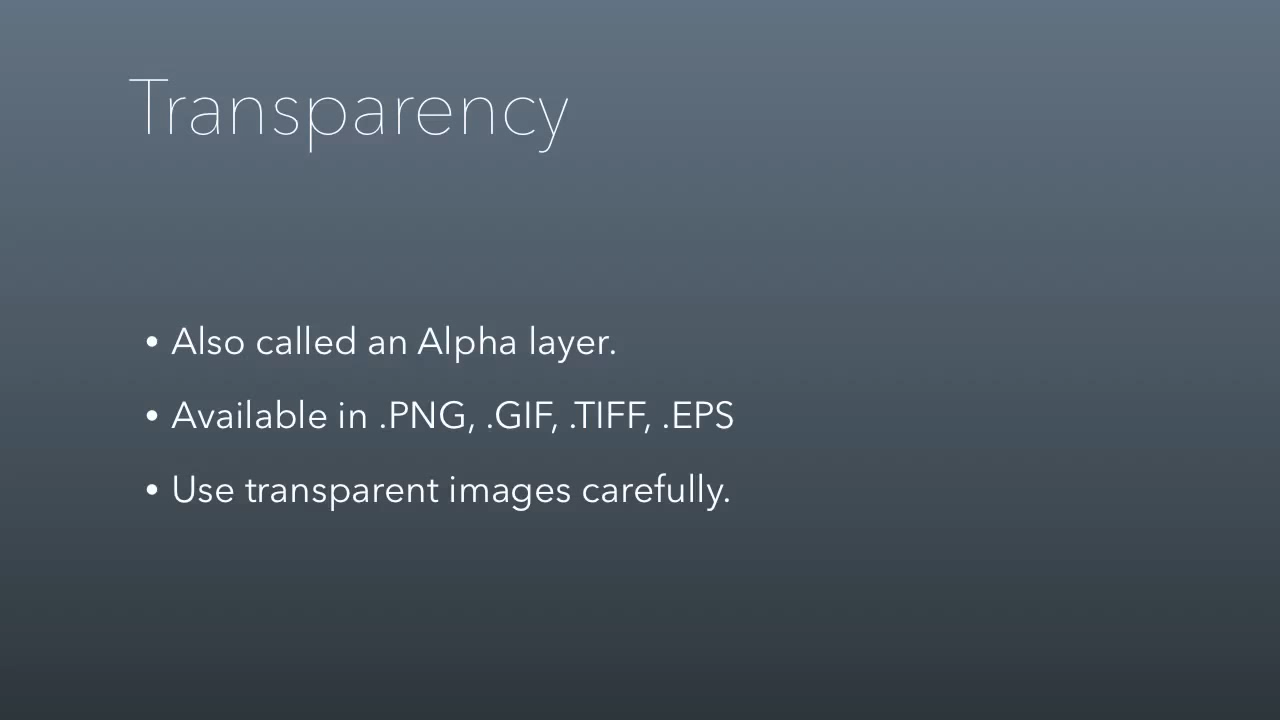 Transparency
• Also called an Alpha layer.
• Available in .PNG, .GIF, .TIFF, .EPS
• Use transparent images carefully.